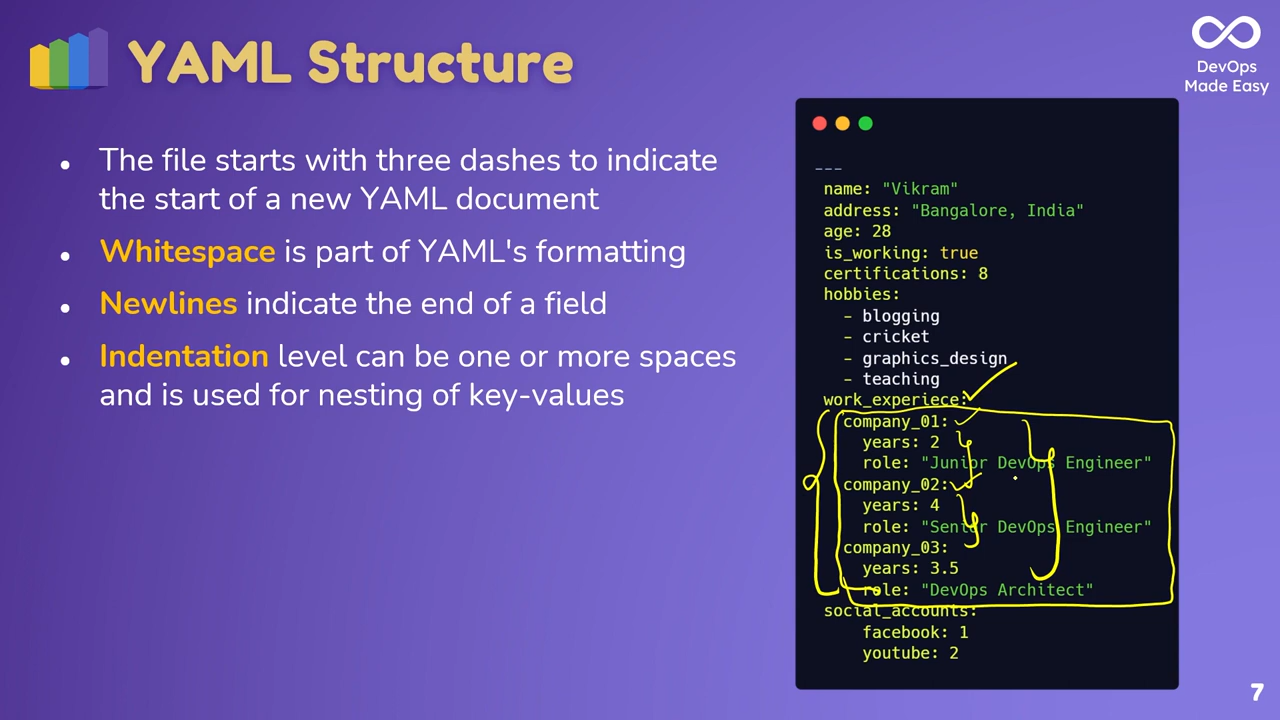 YAML Structure
DevOps
Made Easy
The file starts with three dashes to indicate
the start of a new YAML document
Whitespace is part of YAML's formatting
Newlines indicate the end of a field
Indentation level can be one or more spaces
and is used for nesting of key-values
---
name: "Vikram"
address: "Bangalore, India"
age: 28
is_working: true
certifications: 8
hobbies:
- blogging
- cricket
- graphics_design
- teaching
work_experiece:
company_01:
years: 2
role: "Junior DevOps Engineer"
company_02:
years: 4
role: "Senior DevOps Engineer"
company_03:
years: 3.5
role: "DevOps Architect"
social_accounts:
facebook: 1
youtube: 2
7